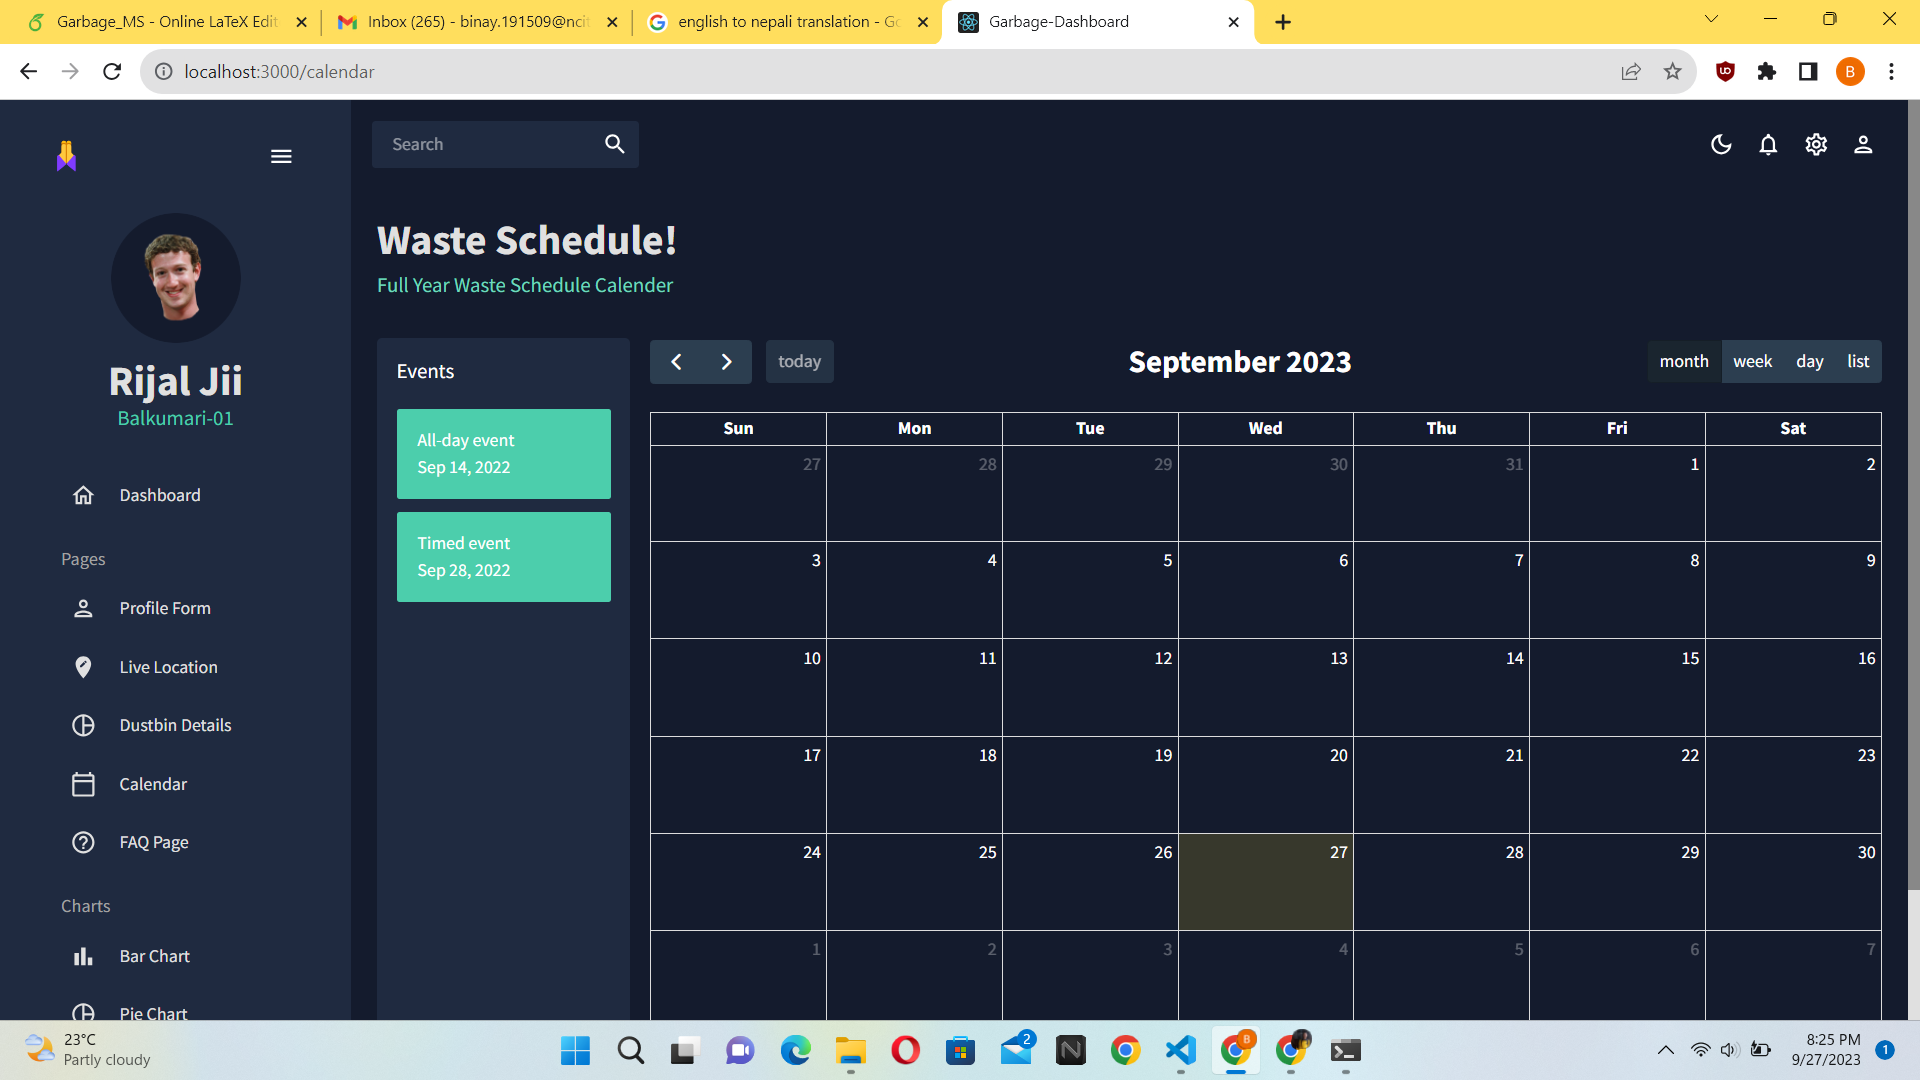 Garbage_MS - Online LaTeX Edit
Inbox (265) - binay.191509@ncit
english to nepali translation - Go
Garbage-Dashboard
localhost:3000/calendar
B
Search
Waste Schedule!
Full Year Waste Schedule Calender
Rijal Jii
Balkumari-01
Dashboard
Pages
Profile Form
Live Location
Dustbin Details
Calendar
FAQ Page
Charts
Bar Chart
Pie Chart
Events
All-day event
Sep 14, 2022
Timed event
Sep 28, 2022
today
September 2023
month week day list
Sun Mon Tue Wed Thu Fri Sat
27 28 29 30 31 1 2
3 4 5 6 7 8 9
10 11 12 13 14 15 16
17 18 19 20 21 22 23
24 25 26 27 28 29 30
1 2 3 4 5 6 7
23°C
Partly cloudy
2
B
8:25 PM
9/27/2023
1